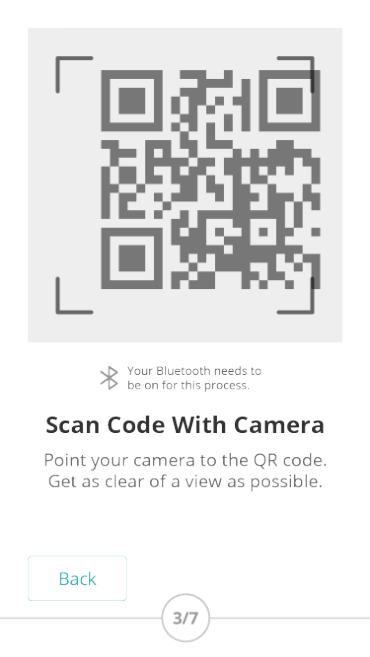 Your Bluetooth needs to
be on for this process.
Scan Code With Camera
Point your camera to the QR code.
Get as clear of a view as possible.
Back
3/7